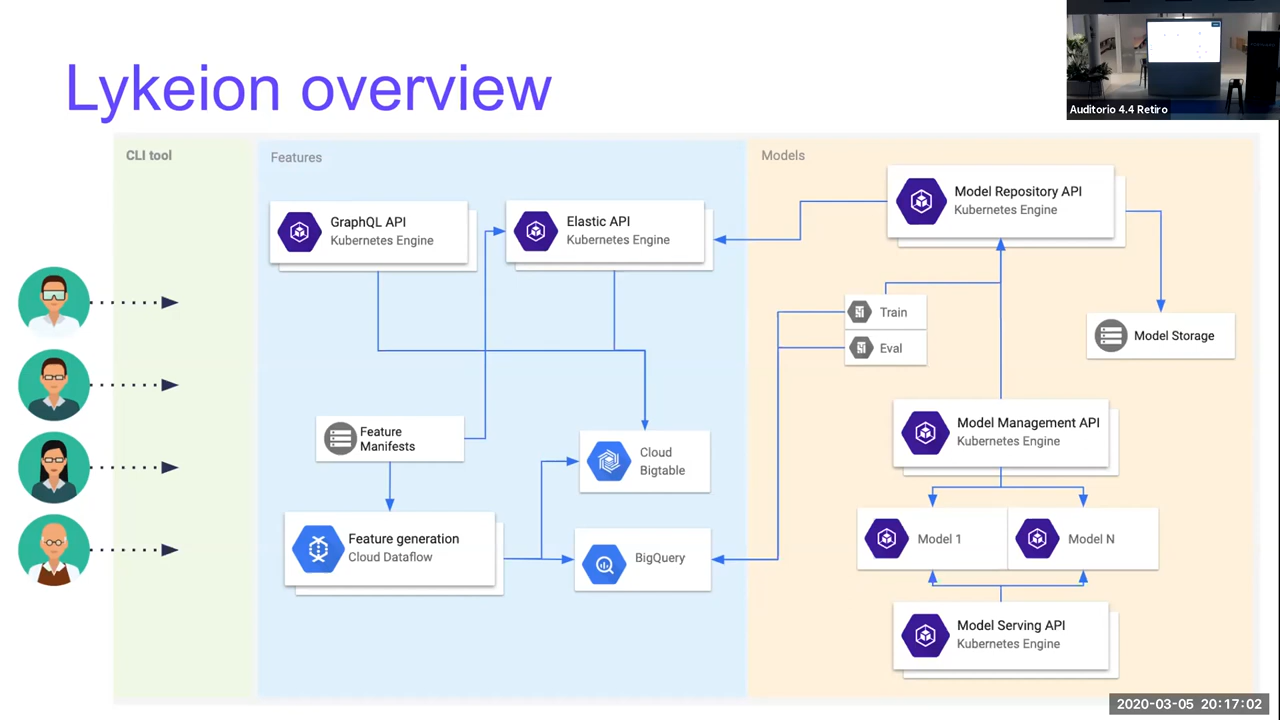 Lykeion overview
Auditorio 4.4 Retiro
CLI tool
Features
Models
GraphQL API
Kubernetes Engine
Elastic API
Kubernetes Engine
Model Repository API
Kubernetes Engine
Train
Eval
Model Storage
Feature
Manifests
Cloud
Bigtable
Model Management API
Kubernetes Engine
Feature generation
Cloud Dataflow
BigQuery
Model 1
Model N
Model Serving API
Kubernetes Engine
2020-03-05 20:17:02